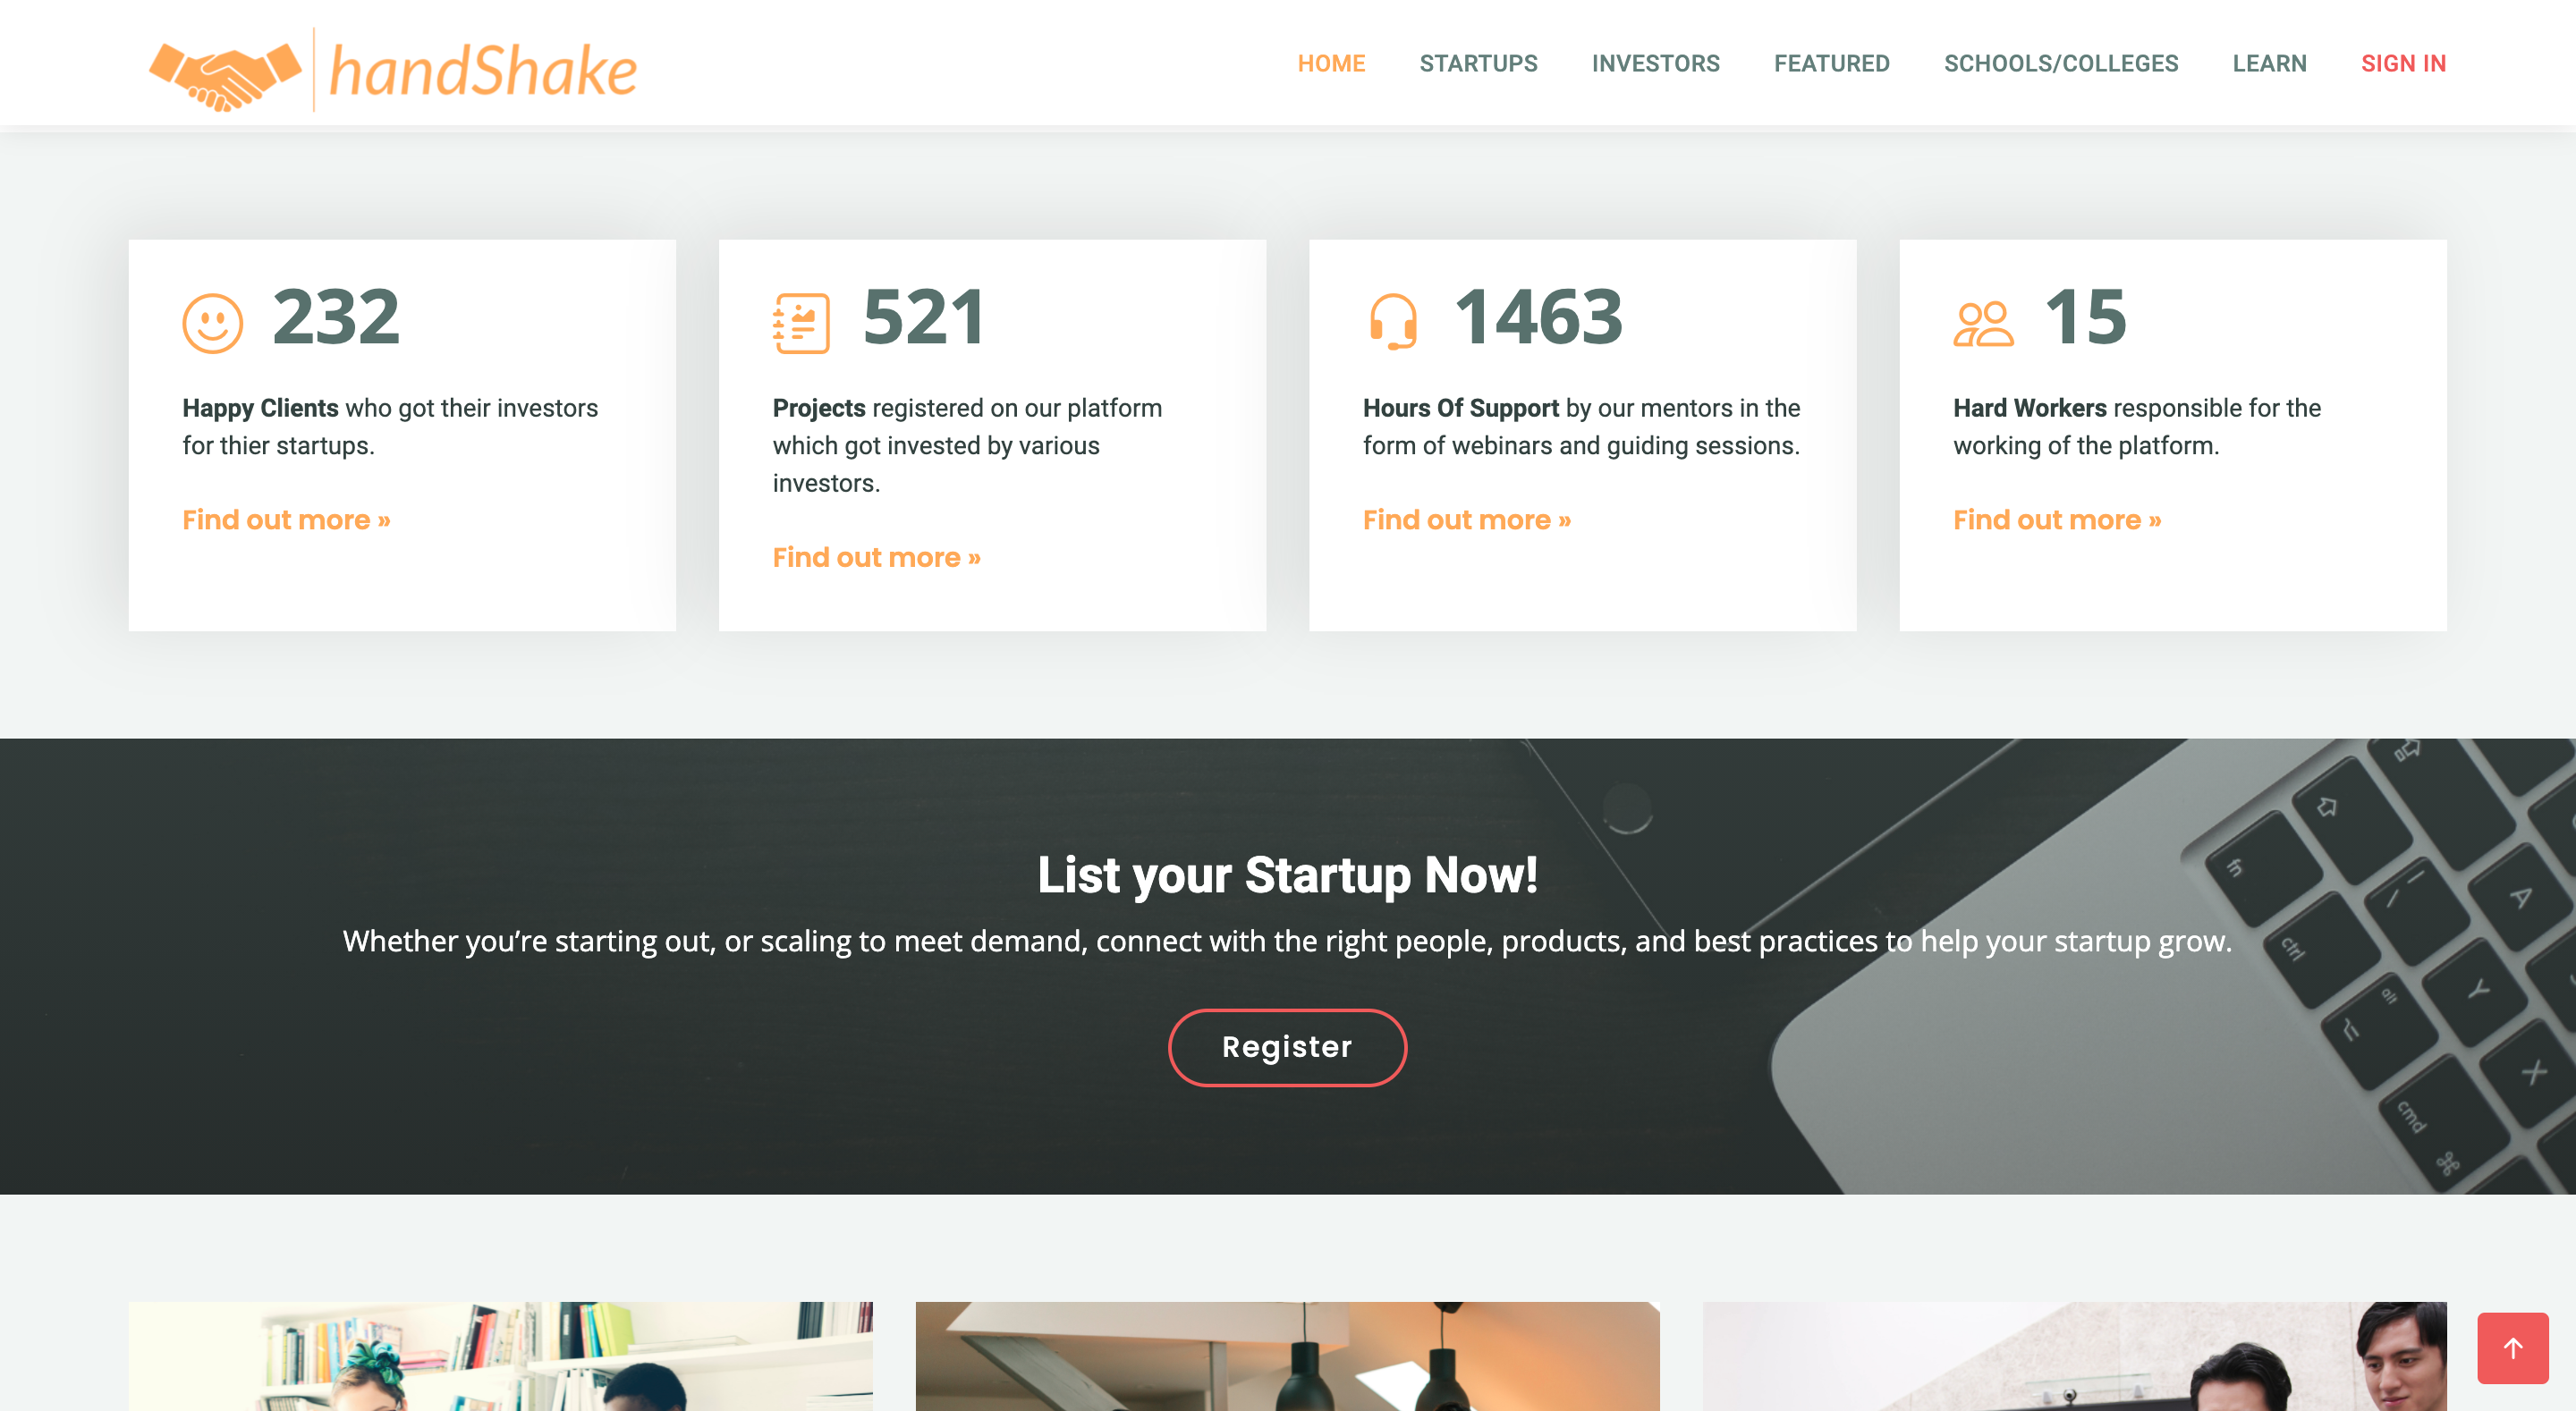 handShake
HOME STARTUPS INVESTORS FEATURED SCHOOLS/COLLEGES LEARN SIGN IN
232
Happy Clients who got their investors
for thier startups.
Find out more »
521
Projects registered on our platform
which got invested by various
investors.
Find out more »
1463
Hours Of Support by our mentors in the
form of webinars and guiding sessions.
Find out more »
15
Hard Workers responsible for the
working of the platform.
Find out more »
List your Startup Now!
Whether you’re starting out, or scaling to meet demand, connect with the right people, products, and best practices to help your startup grow.
Register
fn
A
ctrl
alt
Y
X
cmd
⌘